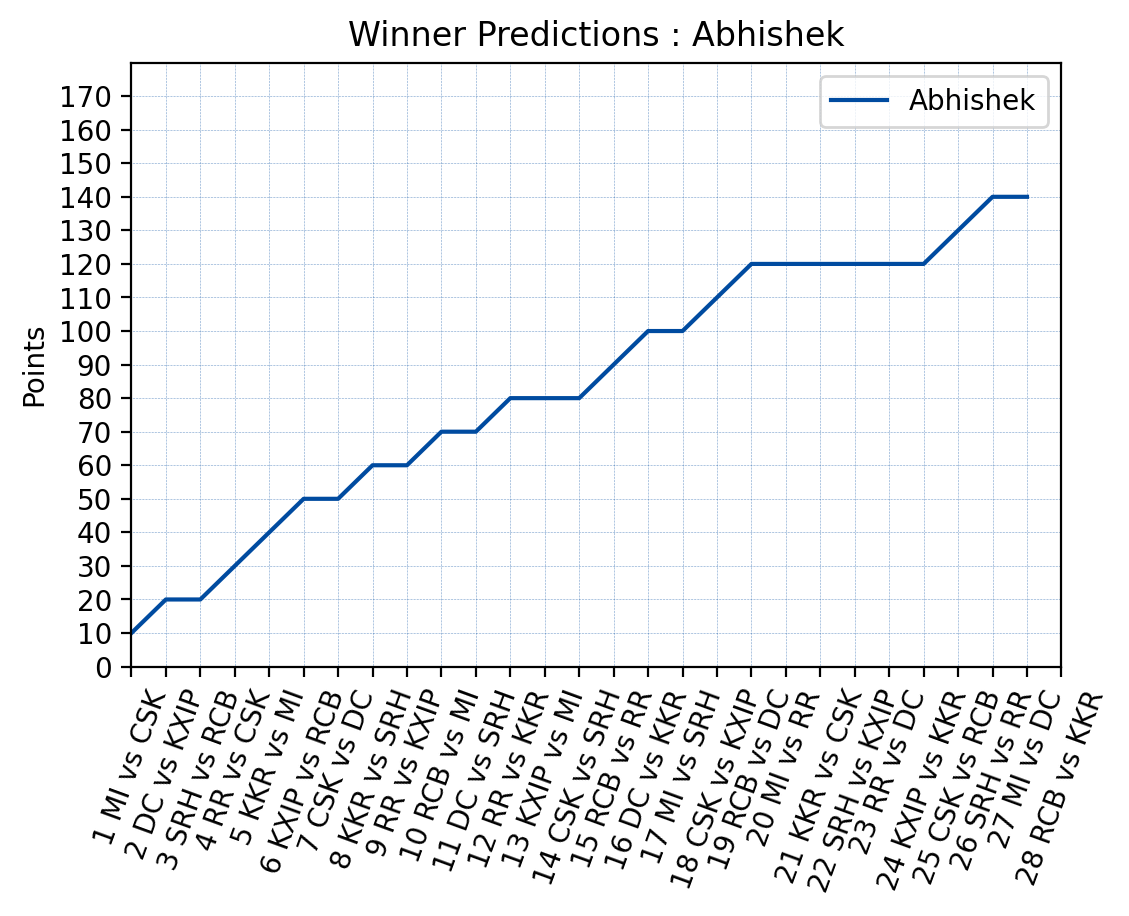 Winner Predictions : Abhishek
Abhishek
Points
170
160
150
140
130
120
110
100
90
80
70
60
50
40
30
20
10
0
1 MI vs CSK
2 DC vs KXIP
3 SRH vs RCB
4 RR vs CSK
5 KKR vs MI
6 KXIP vs RCB
7 CSK vs DC
8 KKR vs SRH
9 RR vs KXIP
10 RCB vs MI
11 DC vs SRH
12 RR vs KKR
13 KXIP vs MI
14 CSK vs SRH
15 RCB vs RR
16 DC vs KKR
17 MI vs SRH
18 CSK vs KXIP
19 RCB vs DC
20 MI vs RR
21 KKR vs CSK
22 SRH vs KXIP
23 RR vs DC
24 KXIP vs KKR
25 CSK vs RCB
26 SRH vs RR
27 MI vs DC
28 RCB vs KKR